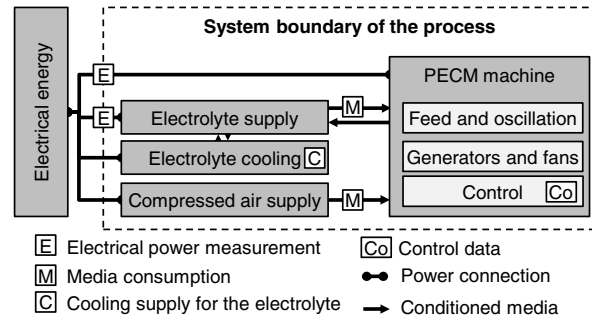 System boundary of the process
Electrical energy
E
PECM machine
E
Electrolyte supply
M
Feed and oscillation
Electrolyte cooling C
Generators and fans
Compressed air supply
M
Control Co
E Electrical power measurement
Co Control data
M Media consumption
Power connection
C Cooling supply for the electrolyte
Conditioned media